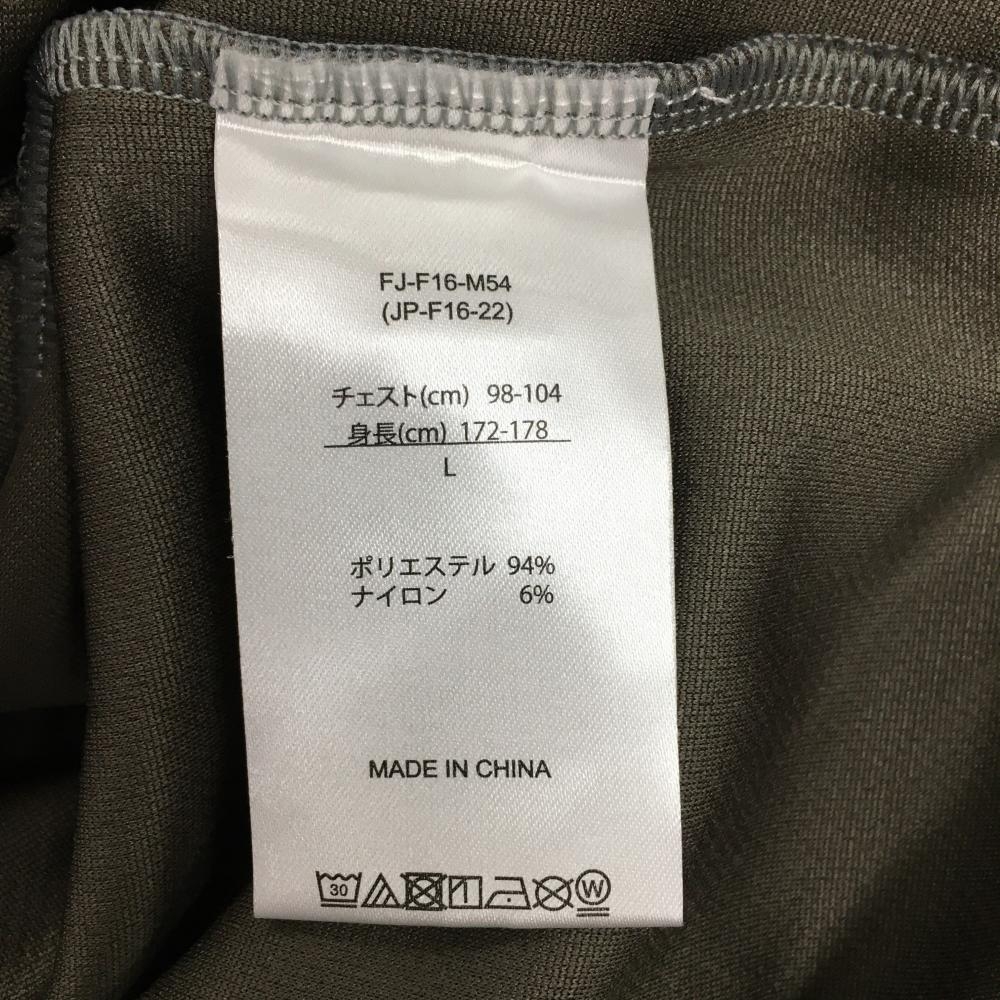 FJ-F16-M54
(JP-F16-22)
チェスト(cm) 98-104
身長(cm) 172-178
L
ポリエステル 94%
ナイロン 6%
MADE IN CHINA
30 W